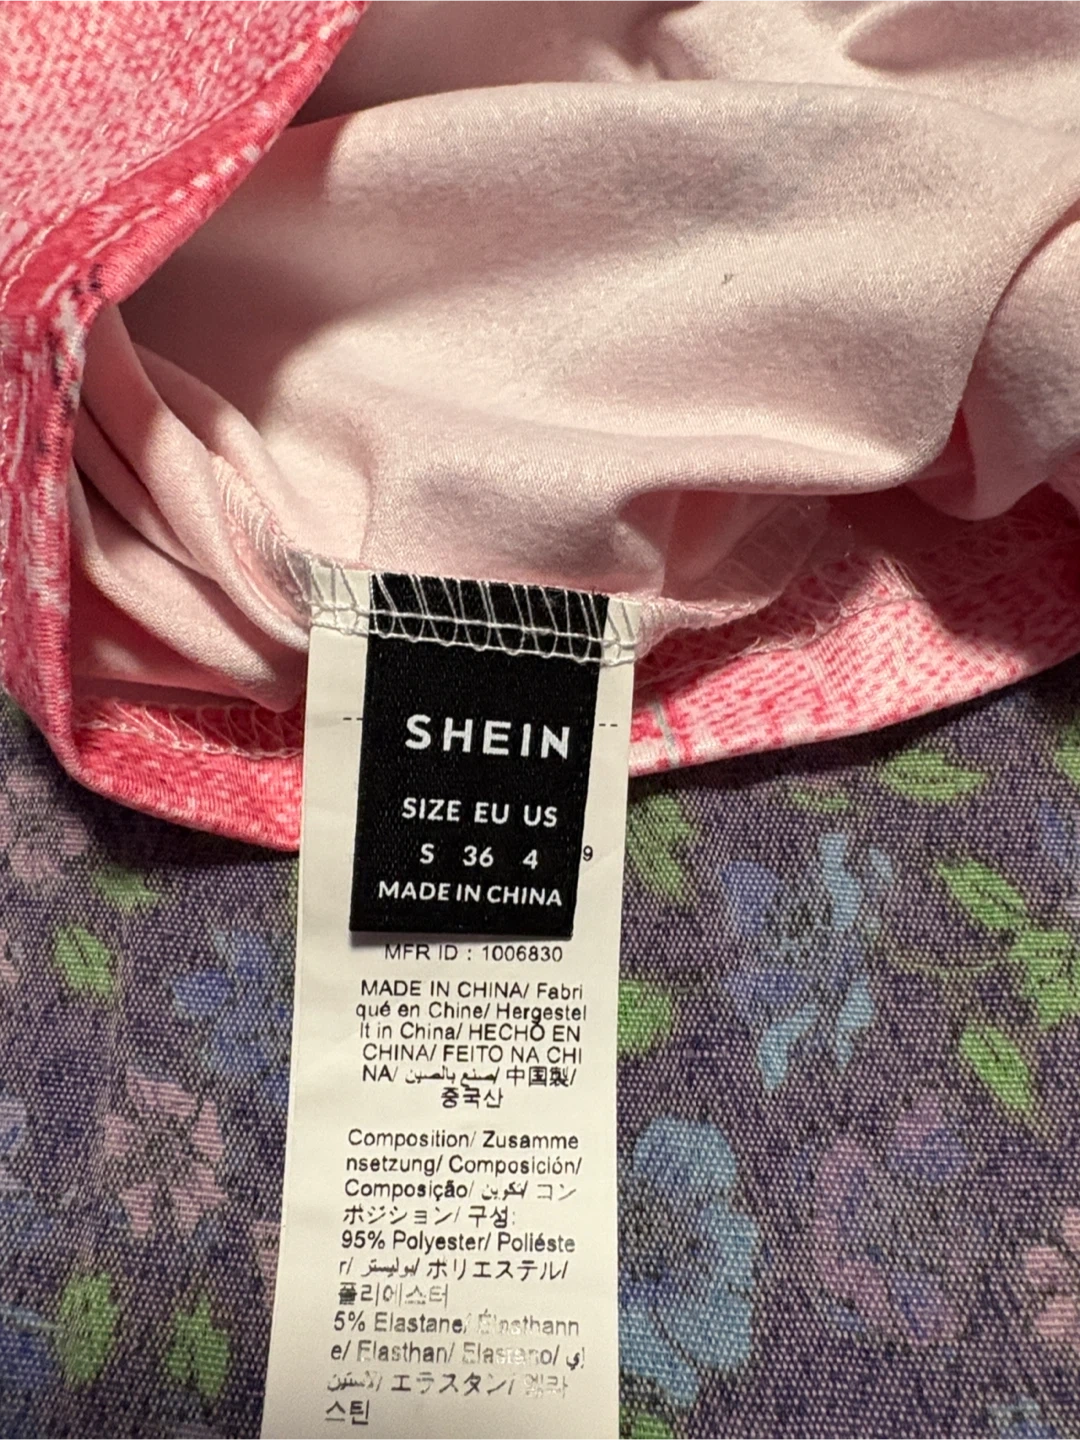 SHEIN
SIZE EU US
S 36 4
9
MADE IN CHINA
MFR ID : 1006830
MADE IN CHINA/ Fabri
qué en Chine/ Hergestel
lt in China/ HECHO EN
CHINA/ FEITO NA CHI
NA/ صنع بالصين/ 中国製/
중국산
Composition/ Zusamme
nsetzung/ Composición/
Composição/ تكوين/ コン
ポジション/ 구성:
95% Polyester/ Polieste
r/ بوليستر/ ポリエステル/
폴리에스터
5% Elastane/ Élasthann
e/ Elasthan/ Elastano/
エラスタン/ 엘라
스틴